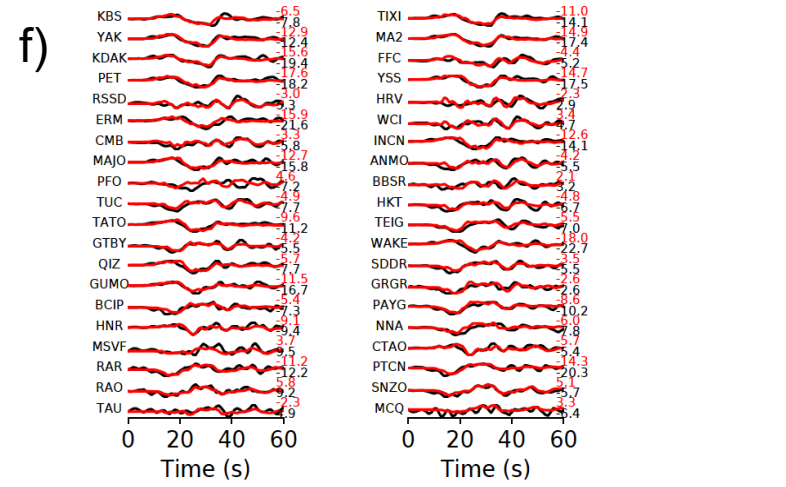 f)
KBS -6.5 -7.8
YAK -12.9 -12.4
KDAK -15.6 -19.4
PET -17.6 -18.2
RSSD -3.0 5.3
ERM -15.9 -21.6
CMB -3.3 -5.8
MAJO -12.7 -15.8
PFO 4.6 -7.2
TUC -4.9 -7.7
TATO -9.6 -11.2
GTBY -4.2 -5.5
QIZ -5.7 -7.7
GUMO -11.5 -16.7
BCIP -5.4 -7.3
HNR -9.1 -9.4
MSVF 3.7 9.5
RAR -11.2 -12.2
RAO 5.8 9.2
TAU -2.3 4.9
0 20 40 60
Time (s)
TIXI -11.0 -14.1
MA2 -14.9 -17.4
FFC -4.4 -5.2
YSS -14.7 -17.5
HRV -2.3 2.9
WCI 3.4 4.7
INCN -12.6 -14.1
ANMO -4.2 -5.5
BBSR 2.1 3.2
HKT -4.8 -6.7
TEIG -5.5 -7.0
WAKE -18.0 -22.7
SDDR -3.5 -5.5
GRGR -2.6 -2.6
PAYG -8.6 -10.2
NNA -6.0 -7.8
CTAO -5.7 -5.4
PTCN -14.3 -20.3
SNZO 5.1 -5.7
MCQ 3.3 -6.4
0 20 40 60
Time (s)